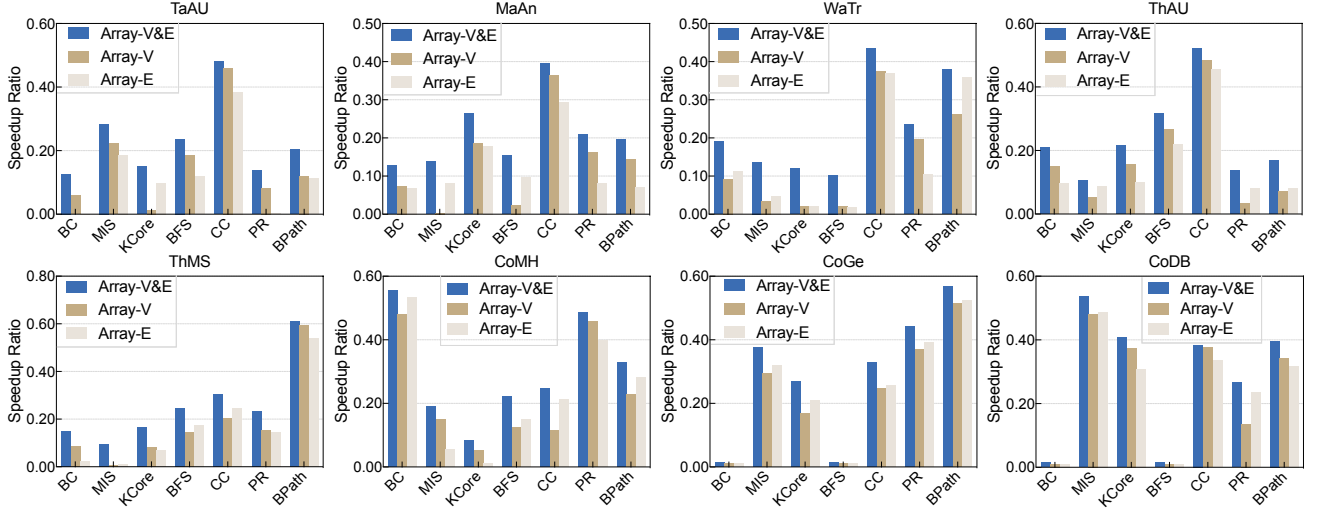 TaAU
Speedup Ratio
0.60
0.40
0.20
0.00
Array-V&E
Array-V
Array-E
BC
MIS
KCore
BFS
CC
PR
BPath
MaAn
Speedup Ratio
0.50
0.40
0.30
0.20
0.10
0.00
Array-V&E
Array-V
Array-E
BC
MIS
KCore
BFS
CC
PR
BPath
WaTr
Speedup Ratio
0.50
0.40
0.30
0.20
0.10
0.00
Array-V&E
Array-V
Array-E
BC
MIS
KCore
BFS
CC
PR
BPath
ThAU
Speedup Ratio
0.60
0.40
0.20
0.00
Array-V&E
Array-V
Array-E
BC
MIS
KCore
BFS
CC
PR
BPath
ThMS
Speedup Ratio
0.80
0.60
0.40
0.20
0.00
Array-V&E
Array-V
Array-E
BC
MIS
KCore
BFS
CC
PR
BPath
CoMH
Speedup Ratio
0.60
0.40
0.20
0.00
Array-V&E
Array-V
Array-E
BC
MIS
KCore
BFS
CC
PR
BPath
CoGe
Speedup Ratio
0.60
0.40
0.20
0.00
Array-V&E
Array-V
Array-E
BC
MIS
KCore
BFS
CC
PR
BPath
CoDB
Speedup Ratio
0.60
0.40
0.20
0.00
Array-V&E
Array-V
Array-E
BC
MIS
KCore
BFS
CC
PR
BPath